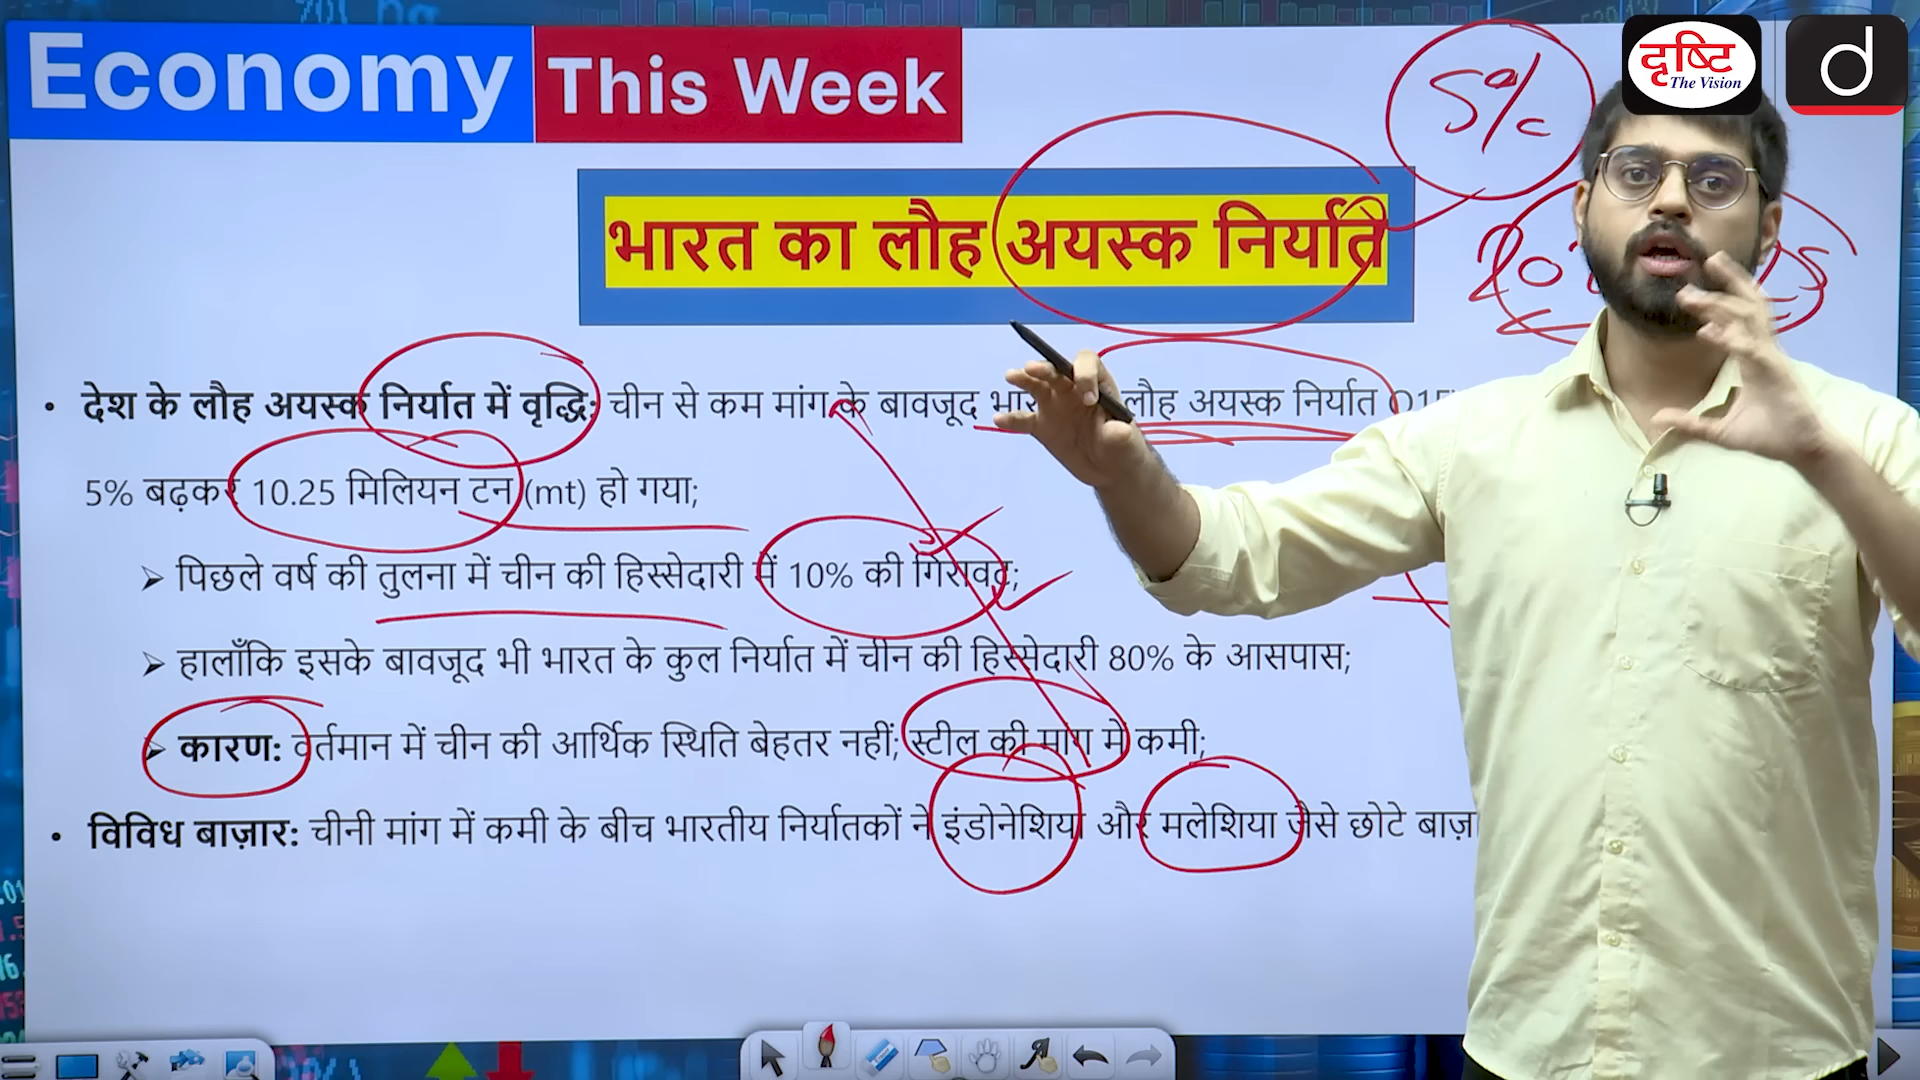 Economy This Week
5%
दृष्टि
The Vision
d
भारत का लौह अयस्क निर्यात
• देश के लौह अयस्क निर्यात में वृद्धि: चीन से कम मांग के बावजूद लौह अयस्क निर्यात
5% बढ़कर 10.25 मिलियन टन (mt) हो गया;
➤ पिछले वर्ष की तुलना में चीन की हिस्सेदारी में 10% की गिरावट;
➤ हालाँकि इसके बावजूद भी भारत के कुल निर्यात में चीन की हिस्सेदारी 80% के आसपास;
➤ कारण: वर्तमान में चीन की आर्थिक स्थिति बेहतर नहीं; स्टील की मांग में कमी;
• विविध बाज़ार: चीनी मांग में कमी के बीच भारतीय निर्यातकों ने इंडोनेशिया और मलेशिया जैसे छोटे